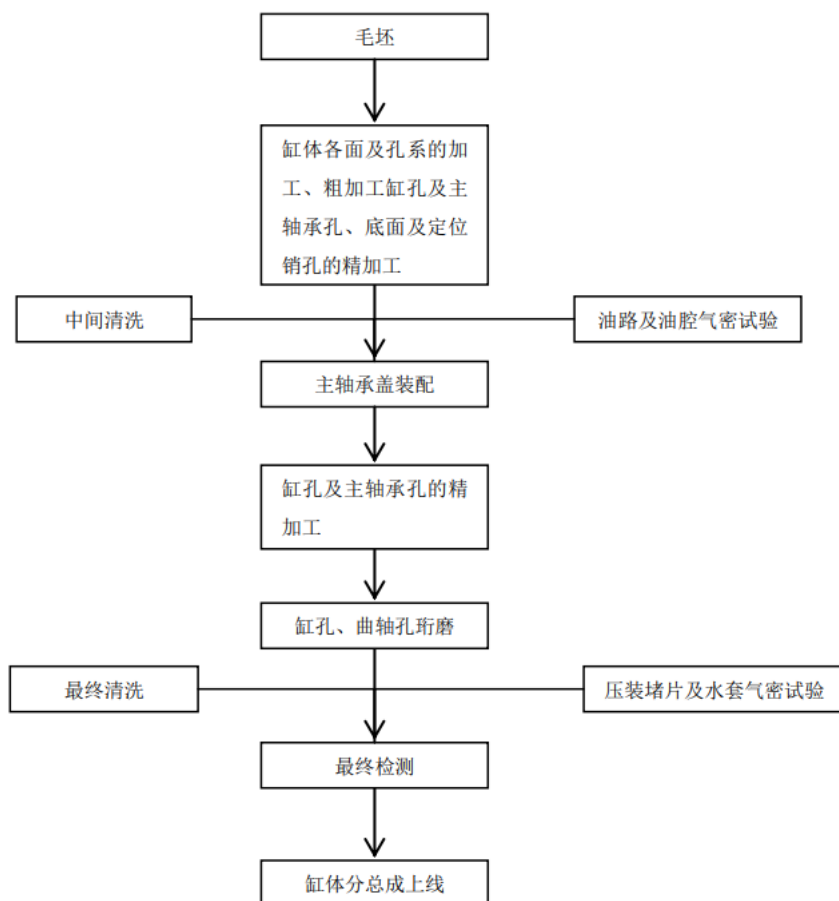 毛坯
缸体各面及孔系的加
工、粗加工缸孔及主
轴承孔、底面及定位
销孔的精加工
中间清洗
油路及油腔气密试验
主轴承盖装配
缸孔及主轴承孔的精
加工
缸孔、曲轴孔珩磨
最终清洗
压装堵片及水套气密试验
最终检测
缸体分总成上线